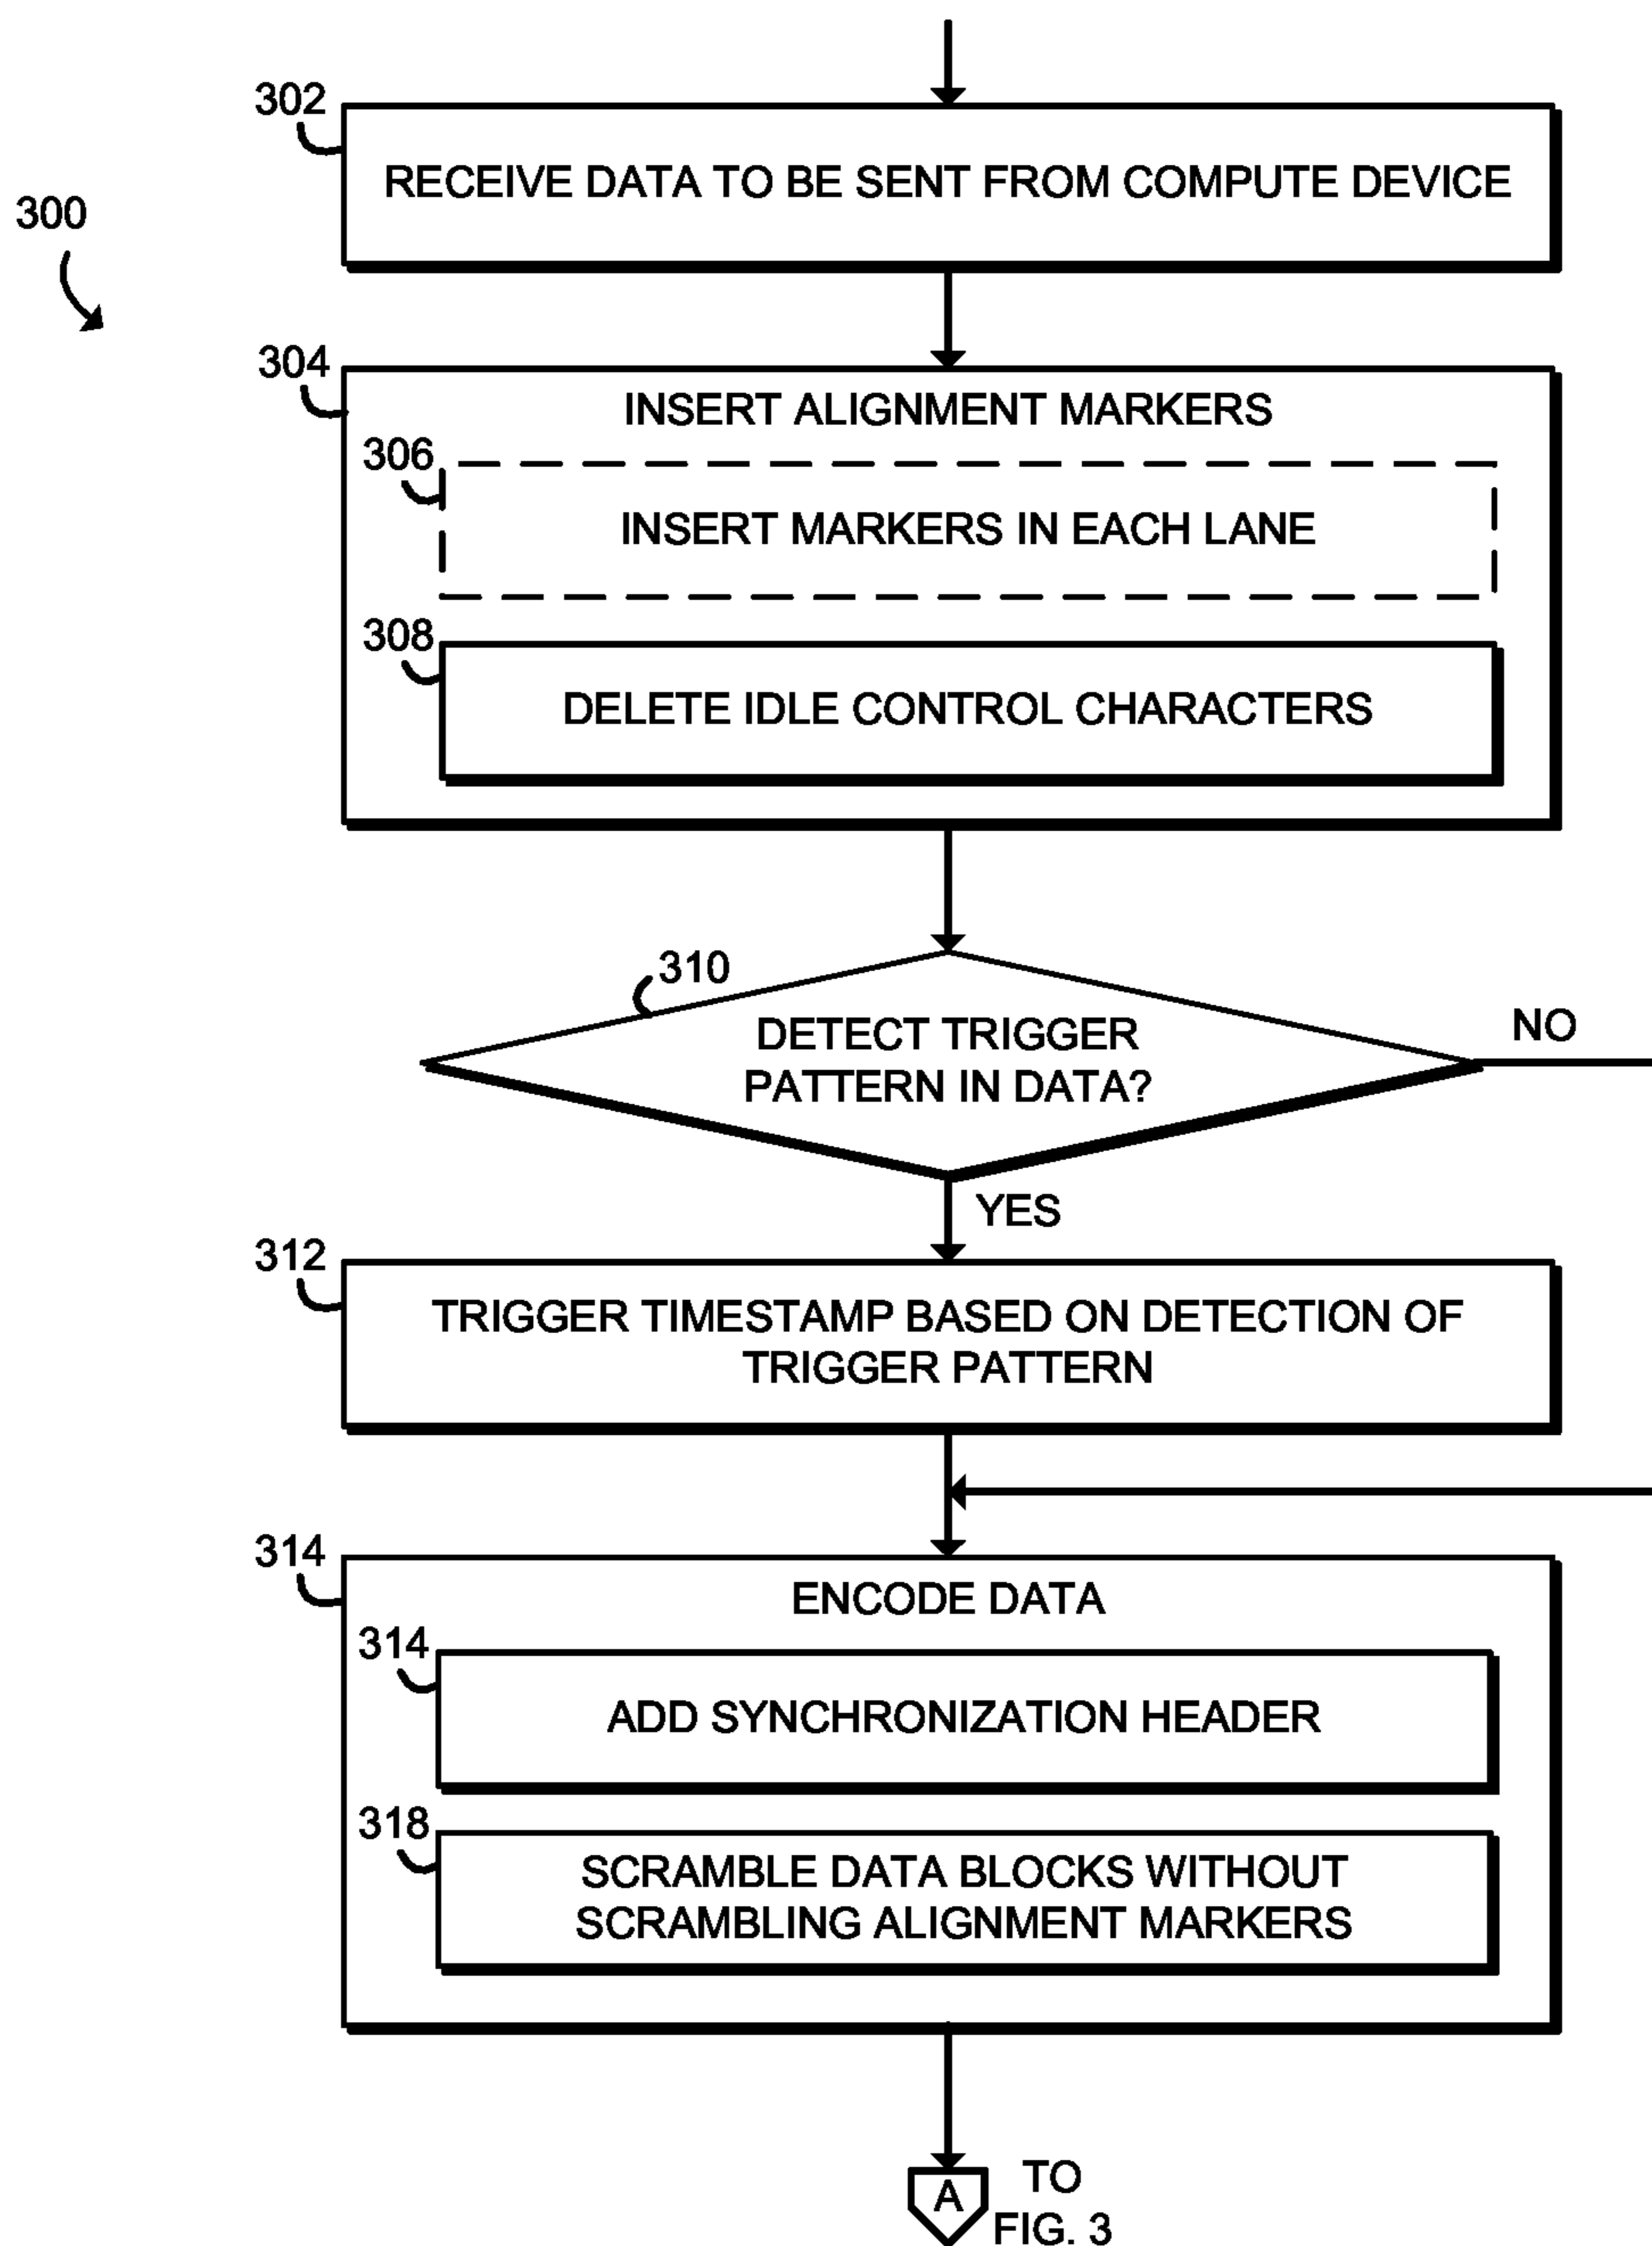 302
RECEIVE DATA TO BE SENT FROM COMPUTE DEVICE
300
304
INSERT ALIGNMENT MARKERS
306
INSERT MARKERS IN EACH LANE
308
DELETE IDLE CONTROL CHARACTERS
310
DETECT TRIGGER
PATTERN IN DATA?
NO
YES
312
TRIGGER TIMESTAMP BASED ON DETECTION OF
TRIGGER PATTERN
314
ENCODE DATA
314
ADD SYNCHRONIZATION HEADER
318
SCRAMBLE DATA BLOCKS WITHOUT
SCRAMBLING ALIGNMENT MARKERS
A
TO
FIG. 3